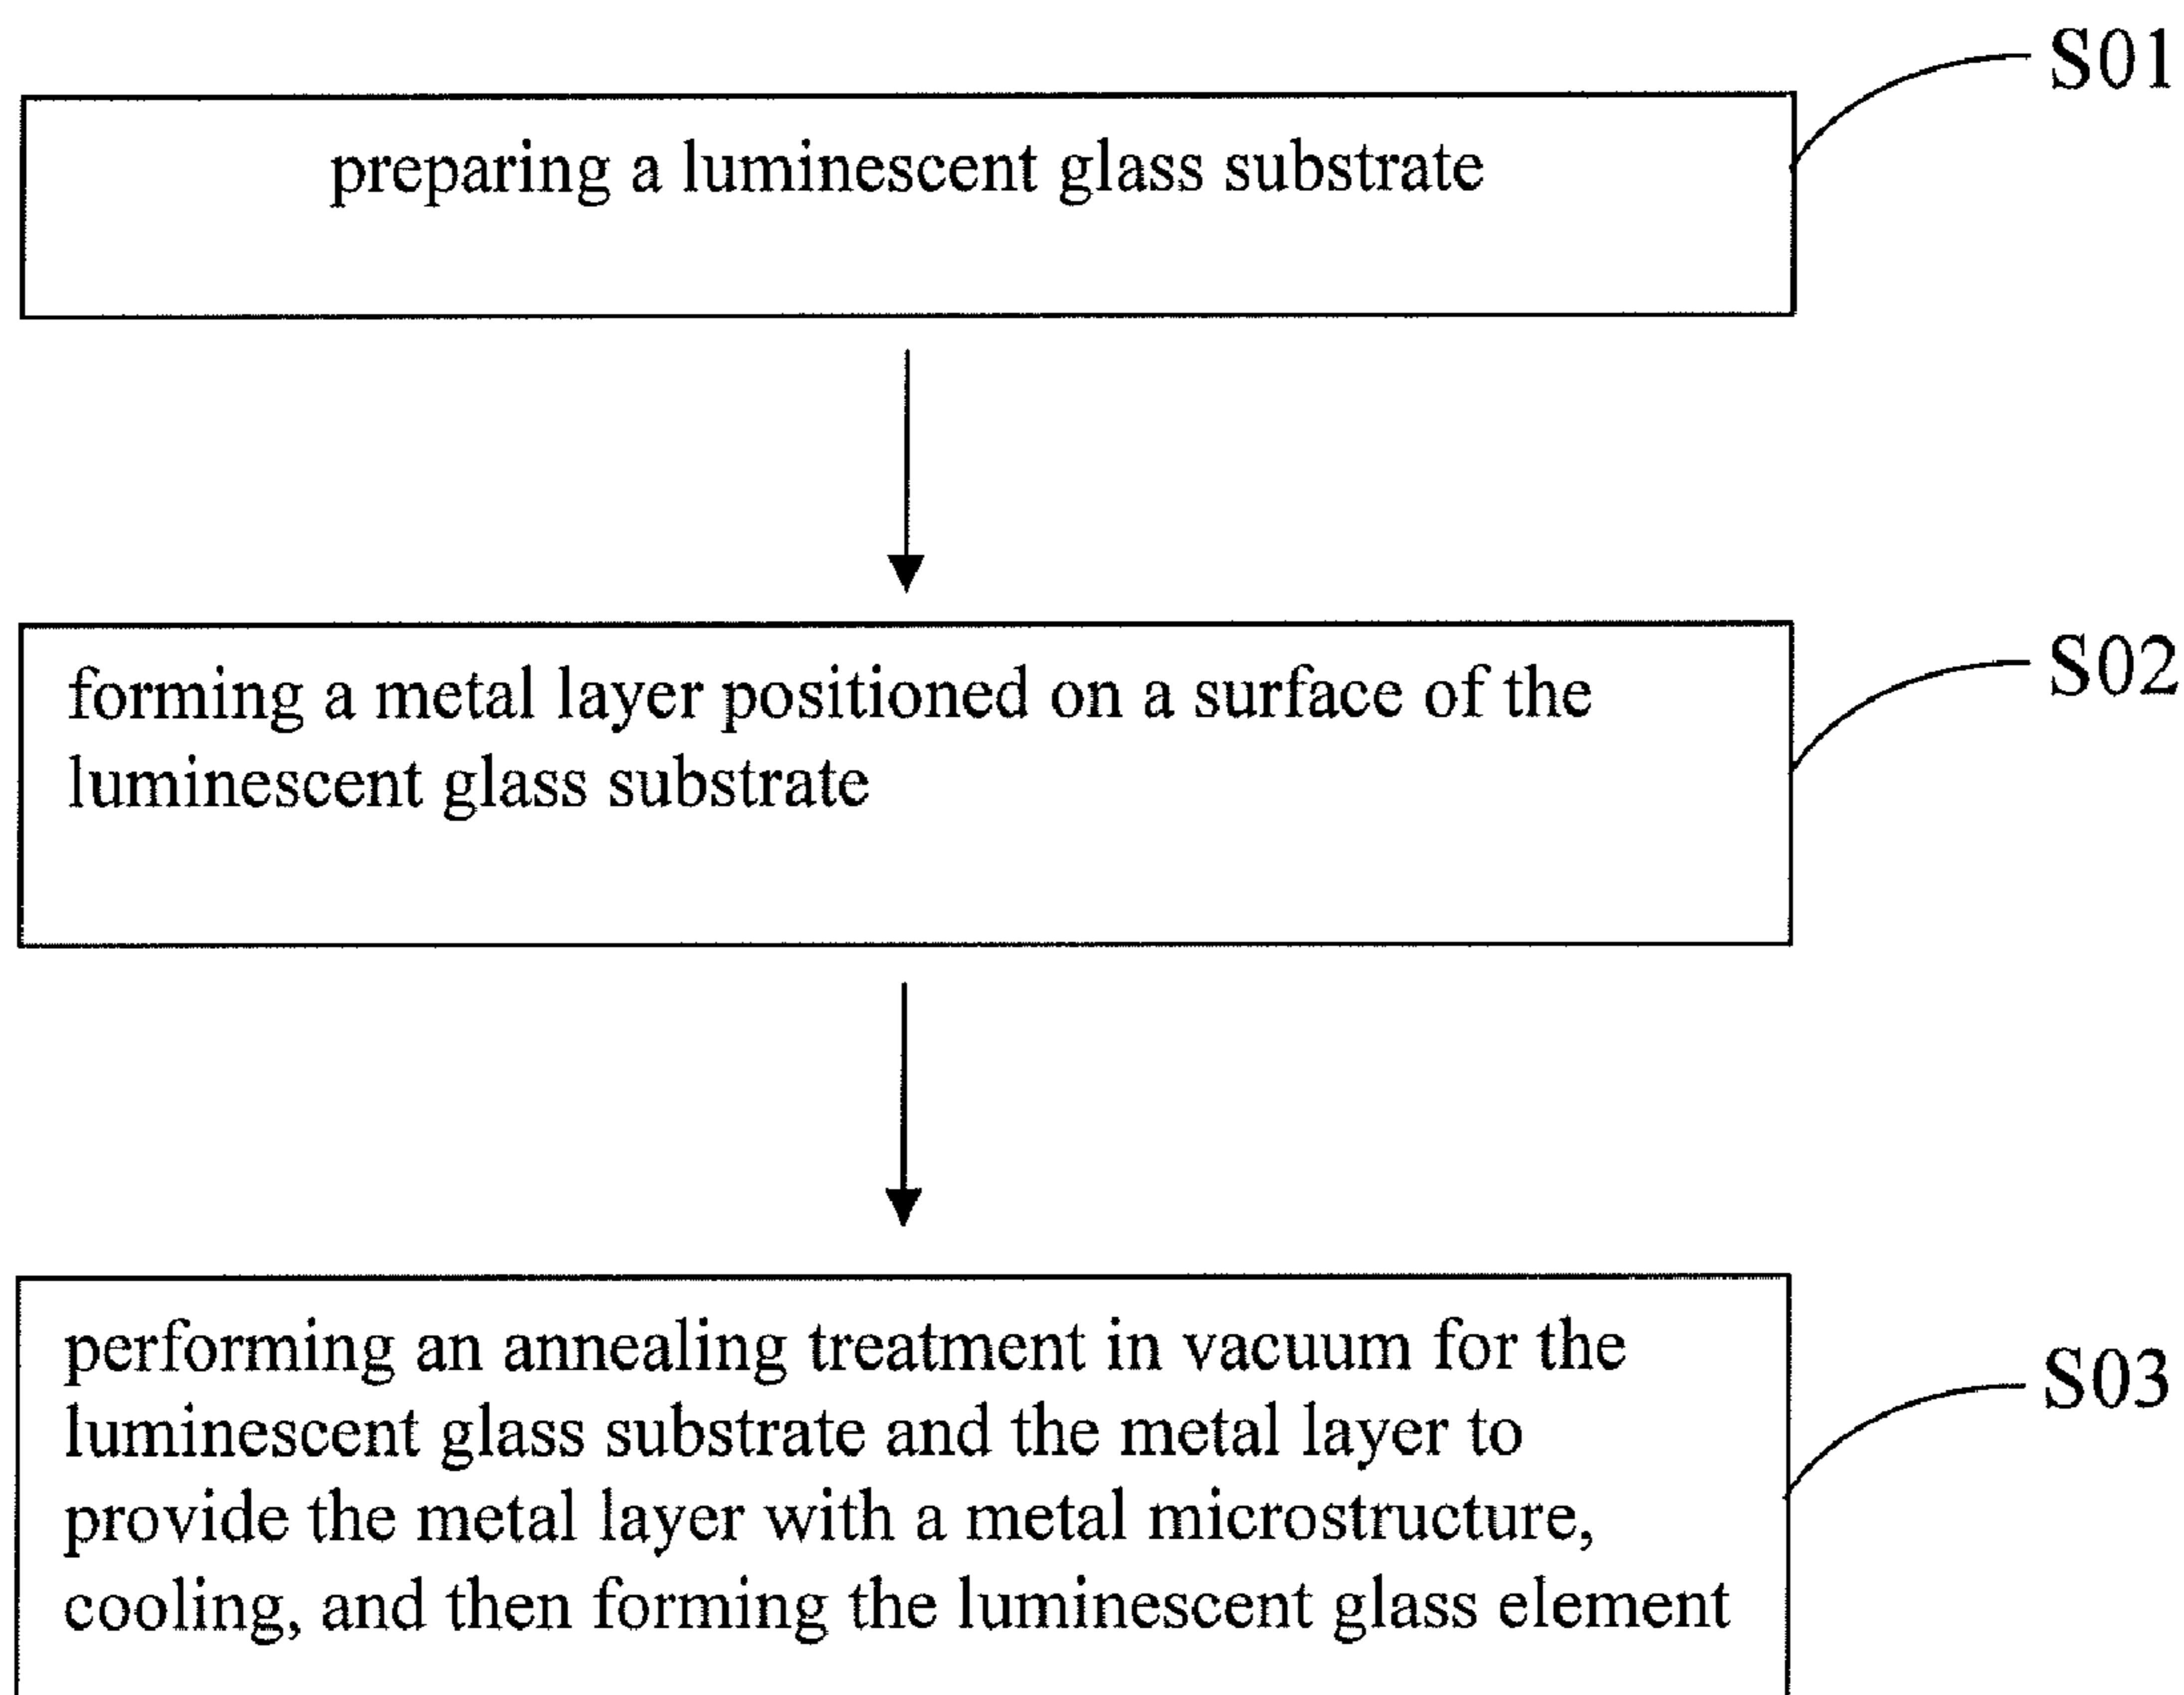 S01
preparing a luminescent glass substrate
S02
forming a metal layer positioned on a surface of the
luminescent glass substrate
performing an annealing treatment in vacuum for the
S03
luminescent glass substrate and the metal layer to
provide the metal layer with a metal microstructure,
cooling, and then forming the luminescent glass element